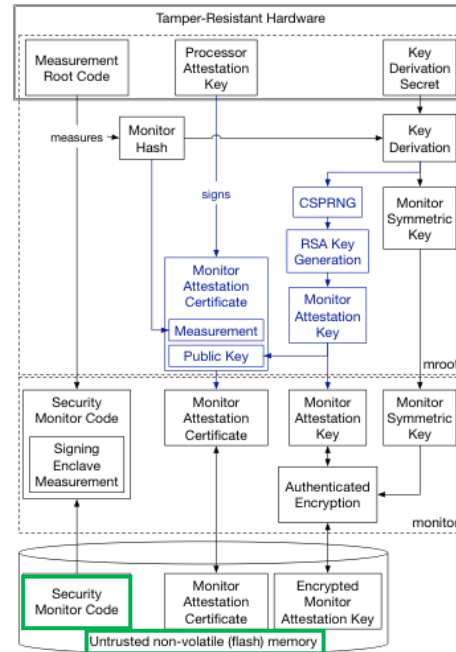 Tamper-Resistant Hardware
Measurement
Root Code
Processor
Attestation
Key
Key
Derivation
Secret
measures
Monitor
Hash
Key
Derivation
signs
CSPRNG
Monitor
Symmetric
Key
RSA Key
Generation
Monitor
Attestation
Certificate
Measurement
Public Key
Monitor
Attestation
Key
mroot
Security
Monitor Code
Signing
Enclave
Measurement
Monitor
Attestation
Certificate
Monitor
Attestation
Key
Monitor
Symmetric
Key
Authenticated
Encryption
monitor
Security
Monitor Code
Monitor
Attestation
Certificate
Encrypted
Monitor
Attestation Key
Untrusted non-volatile (flash) memory